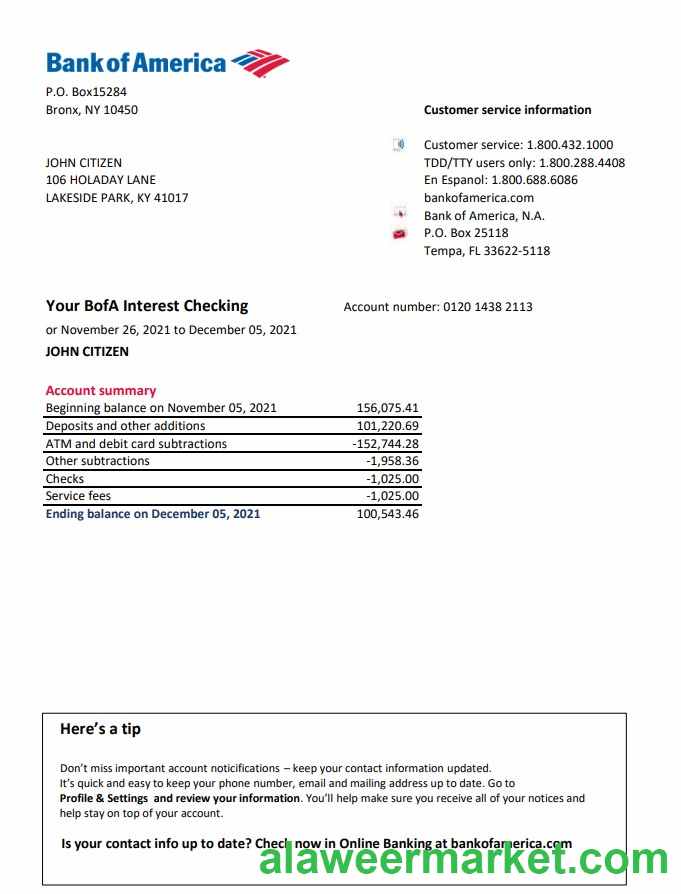 Bank of America
P.O. Box15284
Bronx, NY 10450
Customer service information
Customer service: 1.800.432.1000
JOHN CITIZEN
TDD/TTY users only: 1.800.288.4408
106 HOLADAY LANE
En Espanol: 1.800.688.6086
LAKESIDE PARK, KY 41017
bankofamerica.com
Bank of America, N.A.
P.O. Box 25118
Tempa, FL 33622-5118
Your BofA Interest Checking
Account number: 0120 1438 2113
or November 26, 2021 to December 05, 2021
JOHN CITIZEN
Account summary
Beginning balance on November 05, 2021 156,075.41
Deposits and other additions 101,220.69
ATM and debit card subtractions -152,744.28
Other subtractions -1,958.36
Checks -1,025.00
Service fees -1,025.00
Ending balance on December 05, 2021 100,543.46
Here's a tip
Don't miss important account noticifications – keep your contact information updated.
It's quick and easy to keep your phone number, email and mailing address up to date. Go to
Profile & Settings and review your information. You'll help make sure you receive all of your notices and
help stay on top of your account.
Is your contact info up to date? Check now in Online Banking at bankofamerica.com
alaweermarket.com